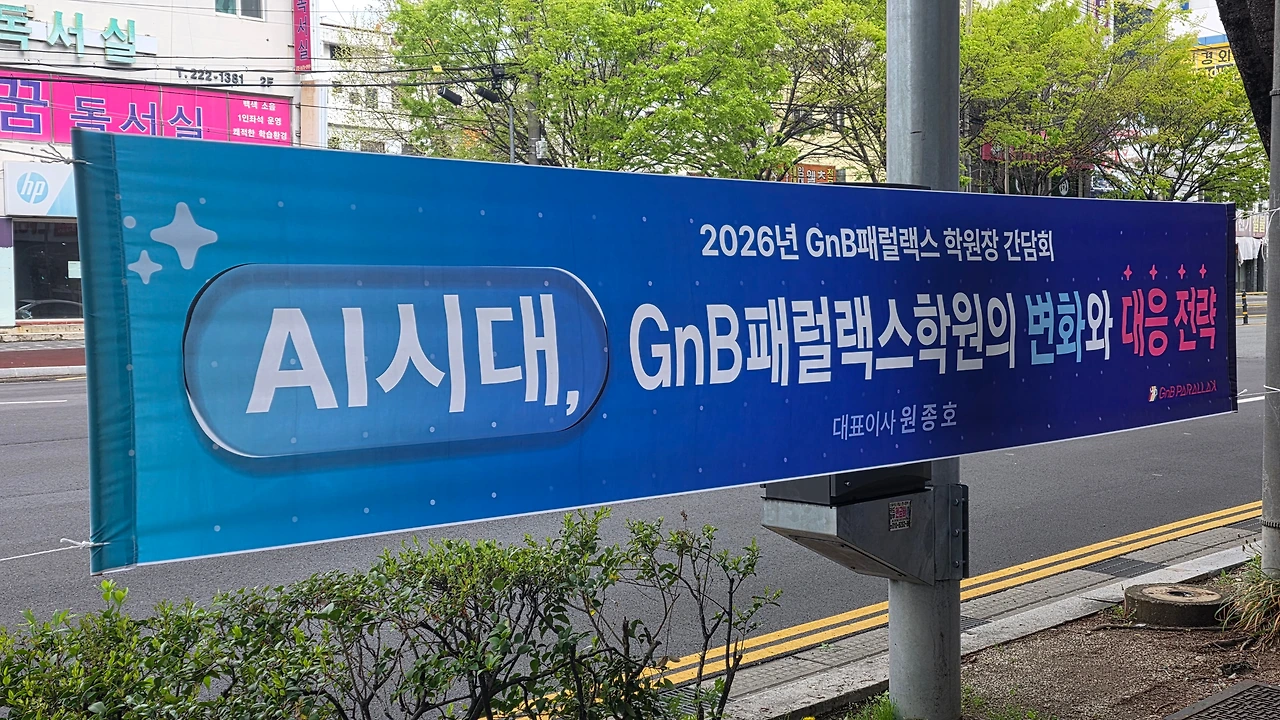 독서실
독서실
T.222-1381 2F
꿈 독서실
백색 소음
1인좌석 운영
쾌적한 학습환경
hp
2026년 GnB패럴랙스 학원장 간담회
AI시대, GnB패럴랙스학원의 변화와 대응 전략
대표이사 원종호
GnB PARALLAX